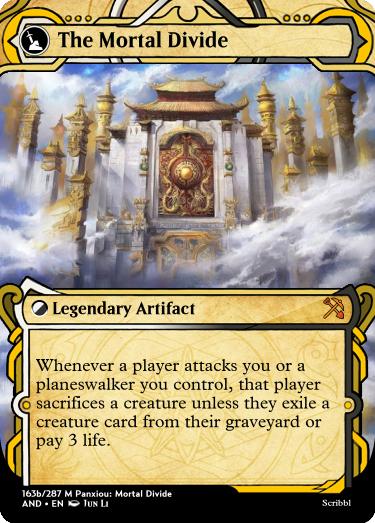 The Mortal Divide
Legendary Artifact
Whenever a player attacks you or a
planeswalker you control, that player
sacrifices a creature unless they exile a
creature card from their graveyard or
pay 3 life.
163b/287 M Panxiou: Mortal Divide
AND • EN Jun Li
Scribbl